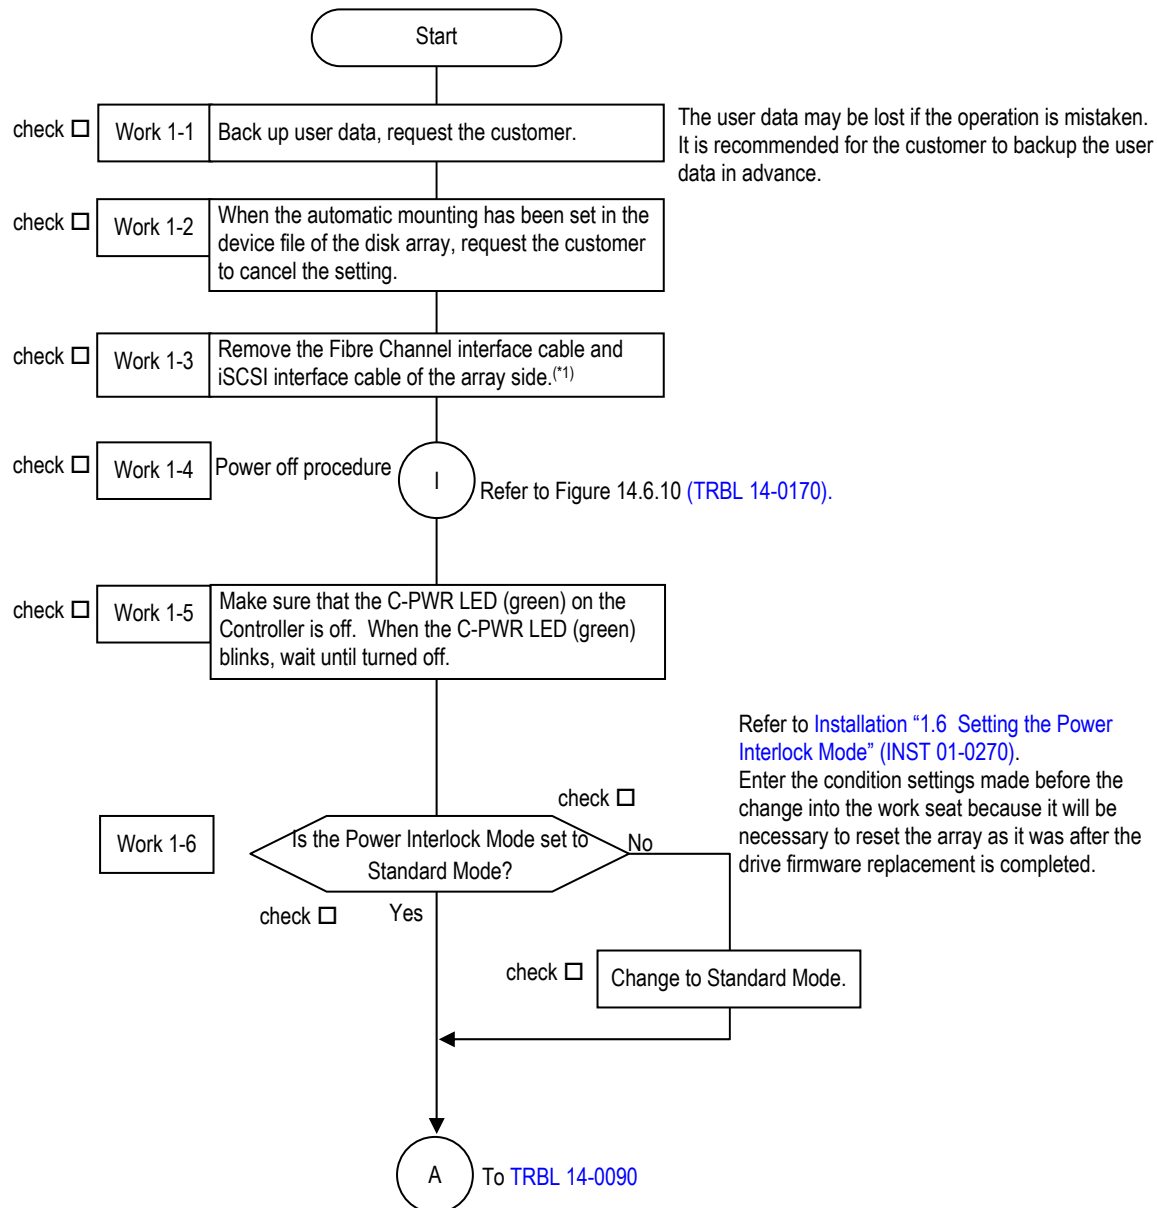 Start
check □
Work 1-1
Back up user data, request the customer.
The user data may be lost if the operation is mistaken.
It is recommended for the customer to backup the user
data in advance.
check □
Work 1-2
When the automatic mounting has been set in the
device file of the disk array, request the customer
to cancel the setting.
check □
Work 1-3
Remove the Fibre Channel interface cable and
iSCSI interface cable of the array side.(*1)
check □
Work 1-4
Power off procedure
I
Refer to Figure 14.6.10 (TRBL 14-0170).
check □
Work 1-5
Make sure that the C-PWR LED (green) on the
Controller is off.  When the C-PWR LED (green)
blinks, wait until turned off.
Refer to Installation “1.6  Setting the Power
Interlock Mode” (INST 01-0270).
Enter the condition settings made before the
change into the work seat because it will be
necessary to reset the array as it was after the
drive firmware replacement is completed.
check □
Work 1-6
Is the Power Interlock Mode set to
Standard Mode?
No
check □
Yes
check □
Change to Standard Mode.
A
To TRBL 14-0090